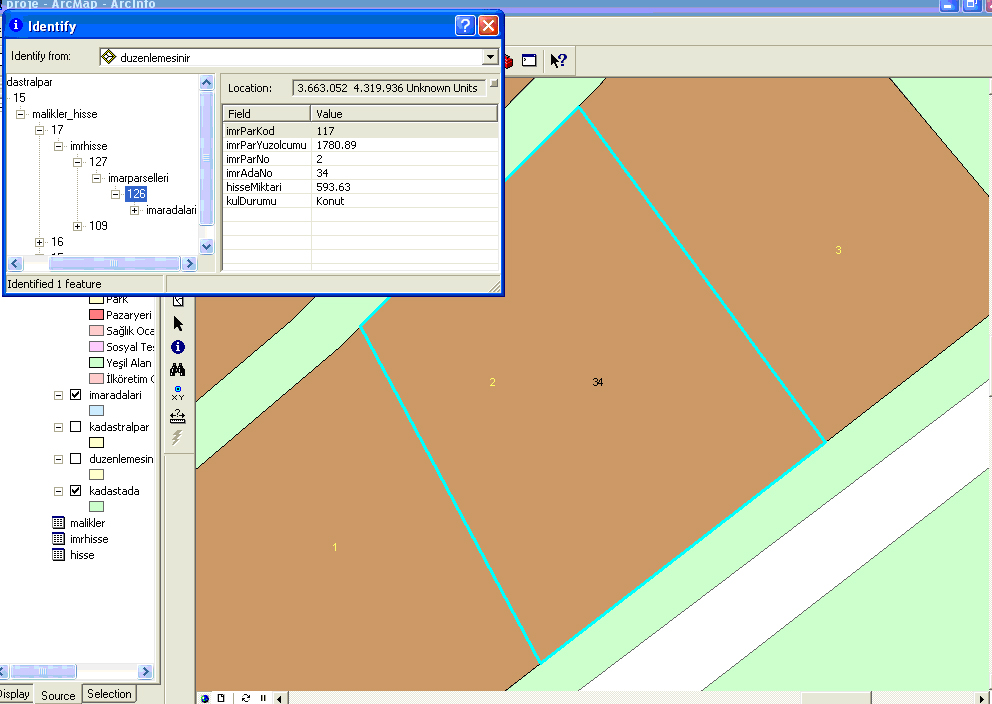 proje - ArcMap - ArcInfo
Identify
Identify from: duzenlemesinir
dastralpar
15
malikler_hisse
17
imrhisse
127
imarparselleri
126
imaradalari
109
16
Location: 3.663.052 4.319.936 Unknown Units
Field Value
imrParKod 117
imrParYuzolcumu 1780.89
imrParNo 2
imrAdaNo 34
hisseMiktari 593.63
kulDurumu Konut
Identified 1 feature
Park
Pazaryeri
Sağlık Oca
Sosyal Te
Yeşil Alan
İlköretim
imaradalari
kadastralpar
duzenlemesin
kadastada
malikler
imrhisse
hisse
Display Source Selection
XY
3
2
34
1